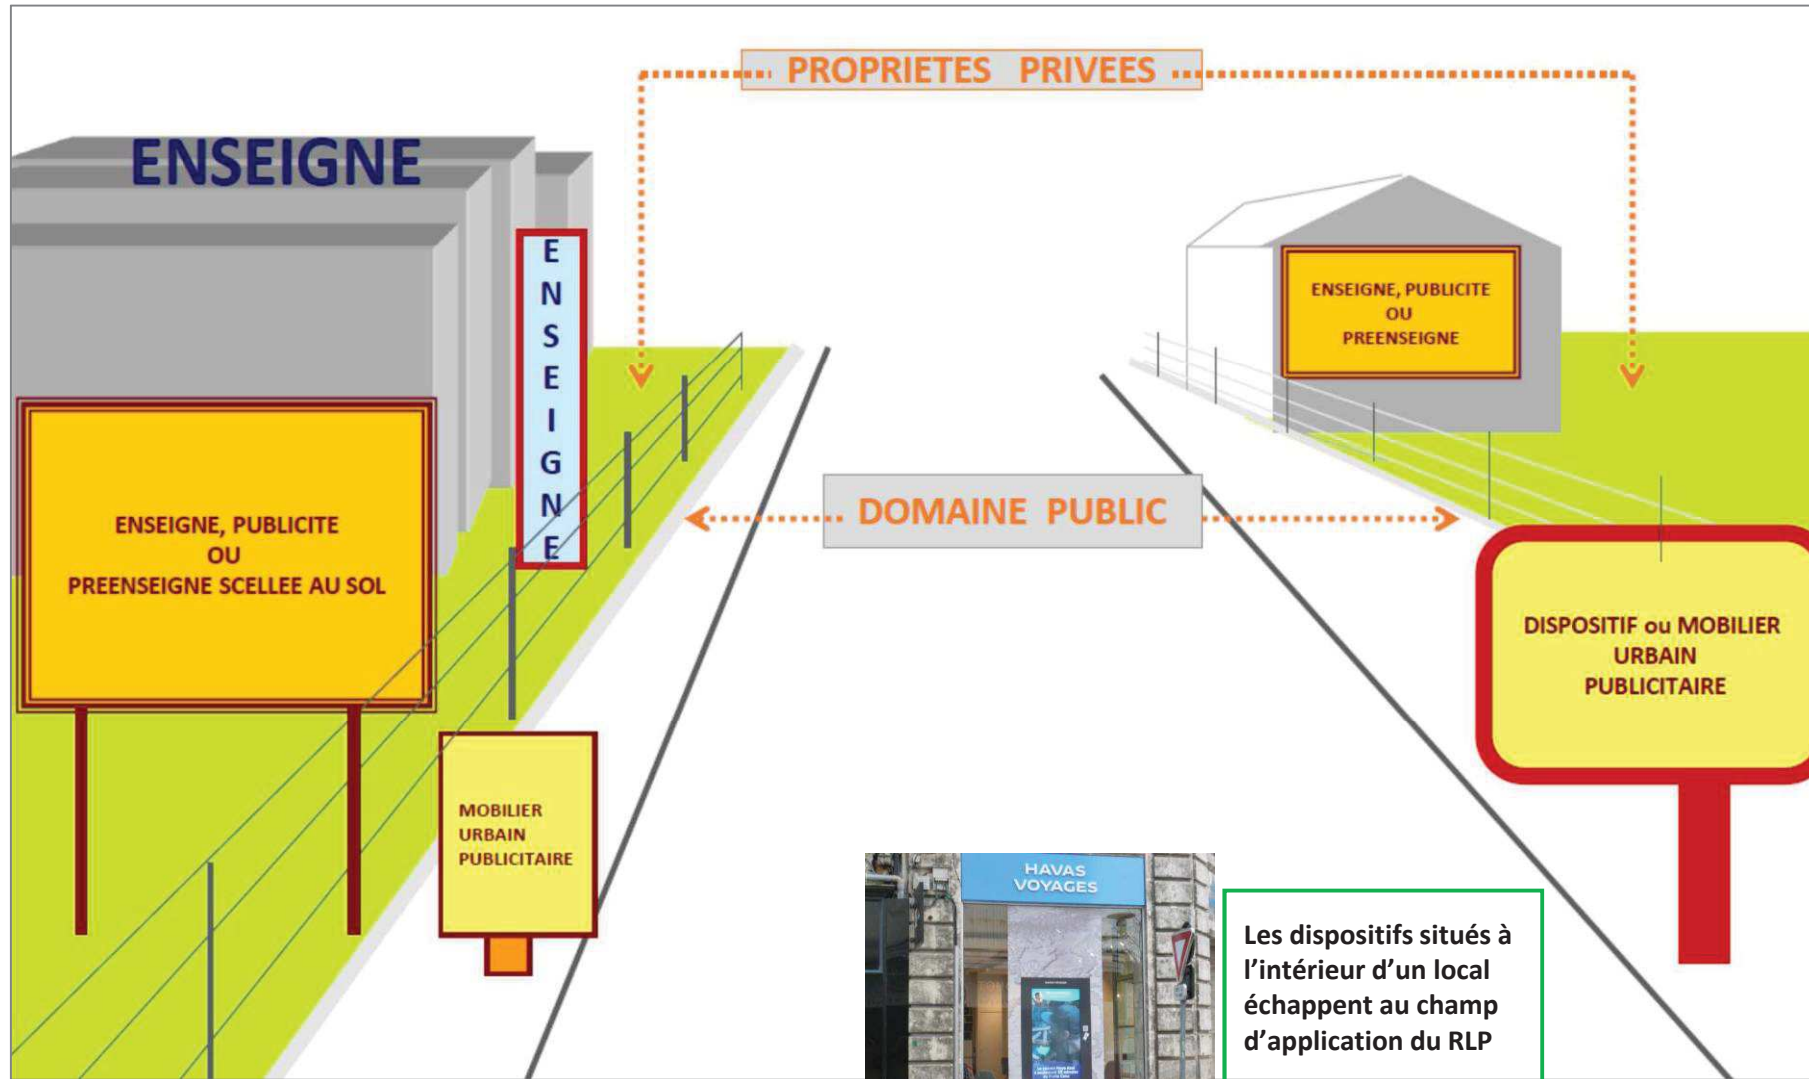 PROPRIETES PRIVEES
ENSEIGNE
ENSEIGNE
ENSEIGNE, PUBLICITE
OU
PREENSEIGNE
DOMAINE PUBLIC
ENSEIGNE, PUBLICITE
OU
PREENSEIGNE SCELLEE AU SOL
DISPOSITIF ou MOBILIER
URBAIN
PUBLICITAIRE
MOBILIER
URBAIN
PUBLICITAIRE
HAVAS
VOYAGES
Les dispositifs situés à
l’intérieur d’un local
échappent au champ
d’application du RLP